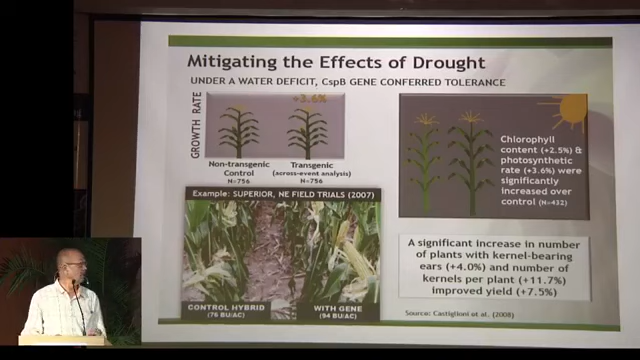 Mitigating the Effects of Drought
UNDER A WATER DEFICIT, CspB GENE CONFERRED TOLERANCE
GROWTH RATE
+3.6%
Non-transgenic
Control
N=756
Transgenic
(across-event analysis)
N=756
Chlorophyll
content (+2.5%) &
photosynthetic
rate (+3.6%) were
significantly
increased over
control (N=432)
Example: SUPERIOR, NE FIELD TRIALS (2007)
CONTROL HYBRID
(76 BU/AC)
WITH GENE
(94 BU/AC)
A significant increase in number
of plants with kernel-bearing
ears (+4.0%) and number of
kernels per plant (+11.7%)
improved yield (+7.5%)
Source: Castiglioni et al. (2008)